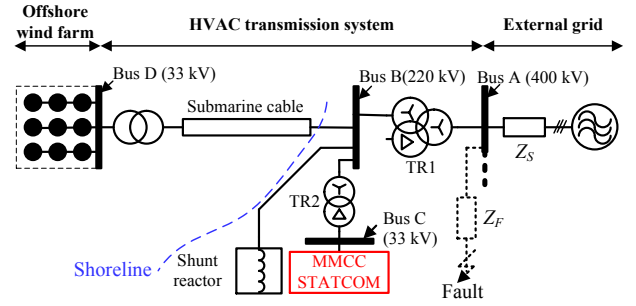 Offshore
wind farm
HVAC transmission system
External grid
Bus D (33 kV)
Bus B(220 kV)
Bus A (400 kV)
Submarine cable
TR1
Z_S
TR2
Z_F
Bus C
(33 kV)
Shoreline
Shunt
reactor
MMCC
STATCOM
Fault